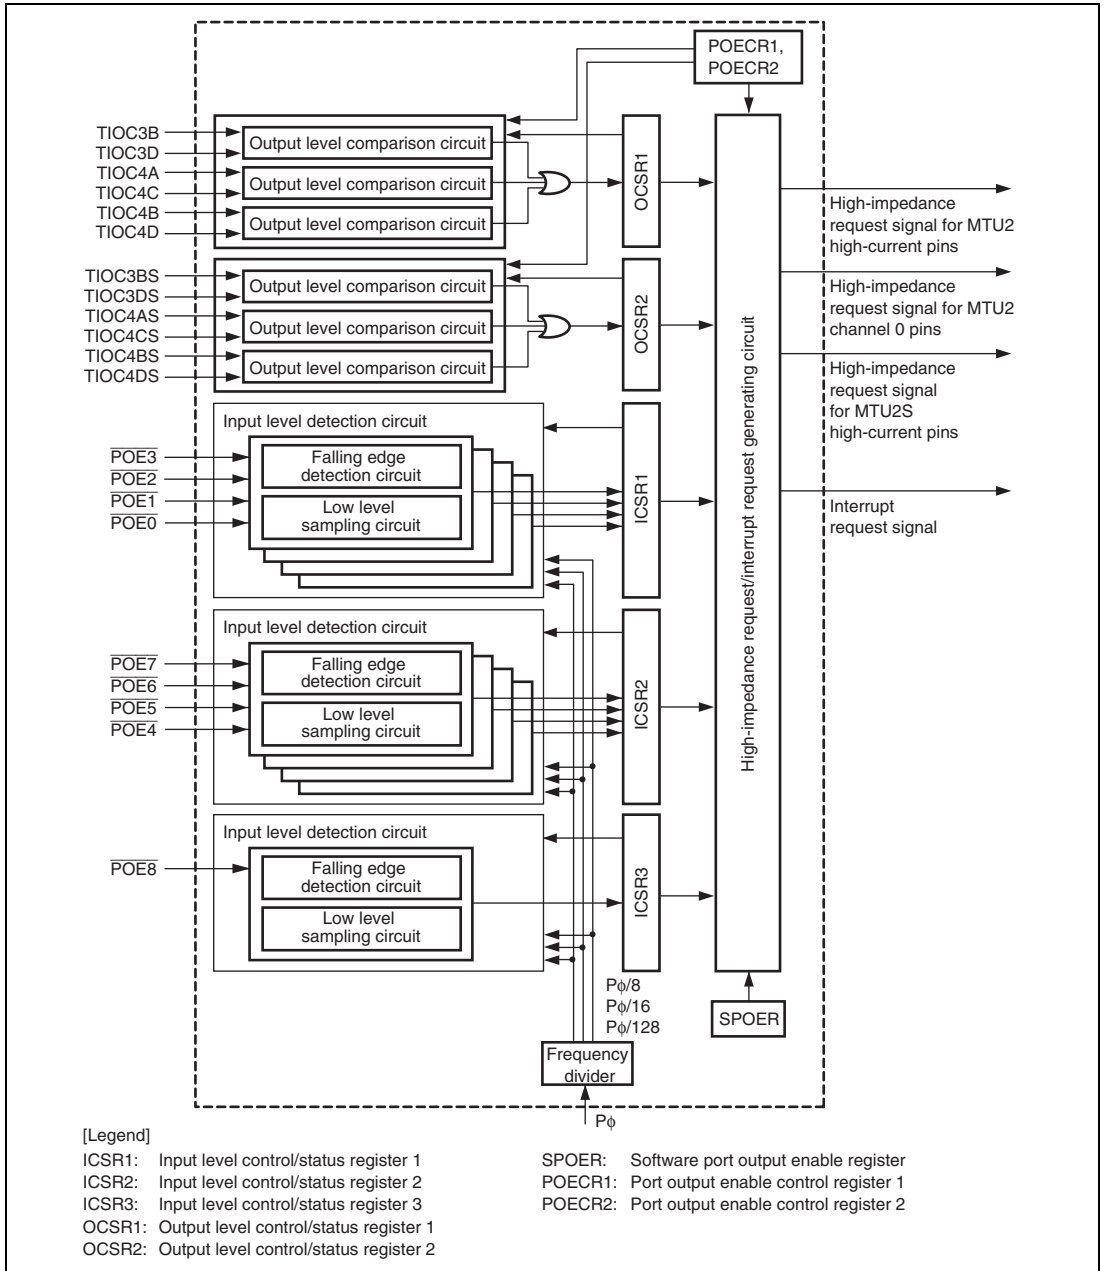 POECR1,
POECR2
TIOC3B
TIOC3D
TIOC4A
TIOC4C
TIOC4B
TIOC4D
Output level comparison circuit
Output level comparison circuit
Output level comparison circuit
OCSR1
TIOC3BS
TIOC3DS
TIOC4AS
TIOC4CS
TIOC4BS
TIOC4DS
Output level comparison circuit
Output level comparison circuit
Output level comparison circuit
OCSR2
Input level detection circuit
POE3
POE2
POE1
POE0
Falling edge
detection circuit
Low level
sampling circuit
ICSR1
Input level detection circuit
POE7
POE6
POE5
POE4
Falling edge
detection circuit
Low level
sampling circuit
ICSR2
Input level detection circuit
POE8
Falling edge
detection circuit
Low level
sampling circuit
ICSR3
High-impedance request/interrupt request generating circuit
High-impedance
request signal for MTU2
high-current pins
High-impedance
request signal for MTU2
channel 0 pins
High-impedance
request signal
for MTU2S
high-current pins
Interrupt
request signal
Pϕ/8
Pϕ/16
Pϕ/128
SPOER
Frequency
divider
Pϕ
[Legend]
ICSR1: Input level control/status register 1
ICSR2: Input level control/status register 2
ICSR3: Input level control/status register 3
OCSR1: Output level control/status register 1
OCSR2: Output level control/status register 2
SPOER: Software port output enable register
POECR1: Port output enable control register 1
POECR2: Port output enable control register 2